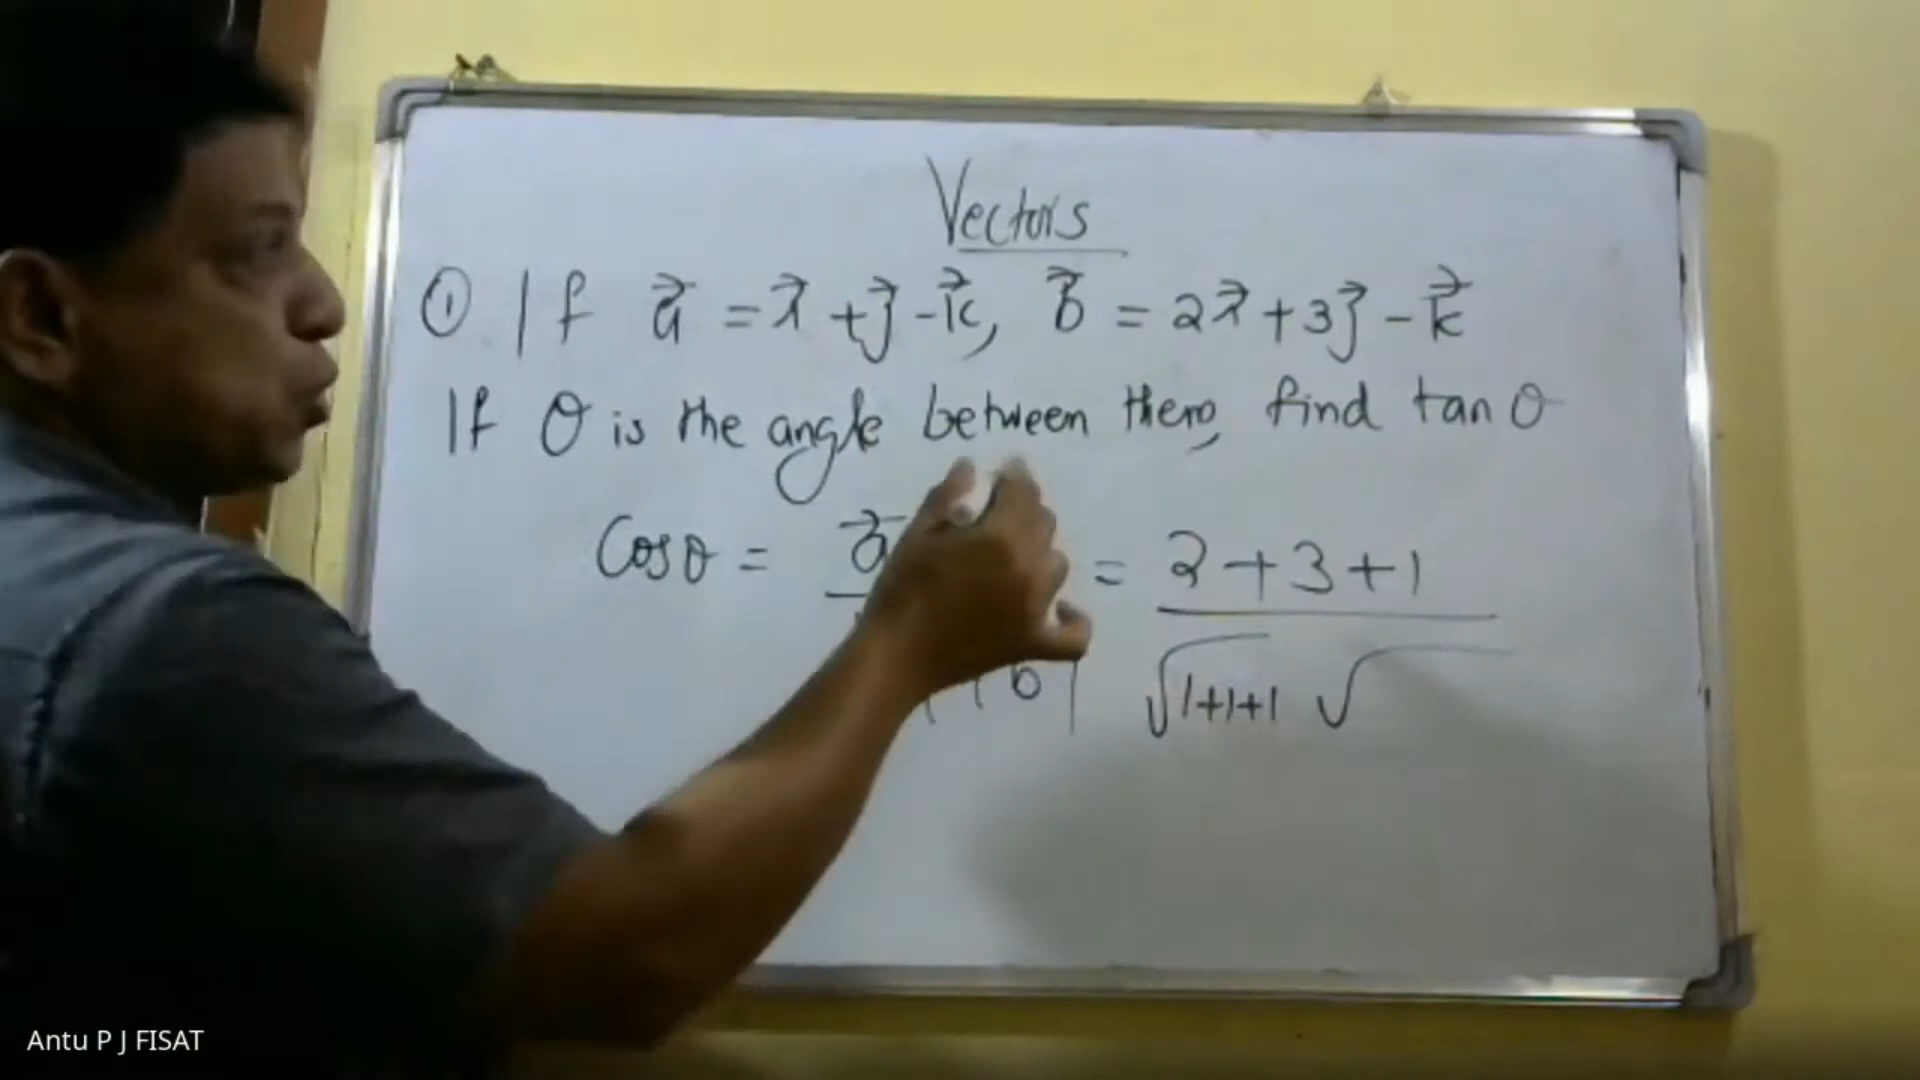 Vectors
① If a⃗ = i⃗ + j⃗ - k⃗, b⃗ = 2i⃗ + 3j⃗ - k⃗
If θ is the angle between them, find tan θ
Cos θ = a⃗ = 2+3+1
|b| √1+1+1 √
Antu P J FISAT